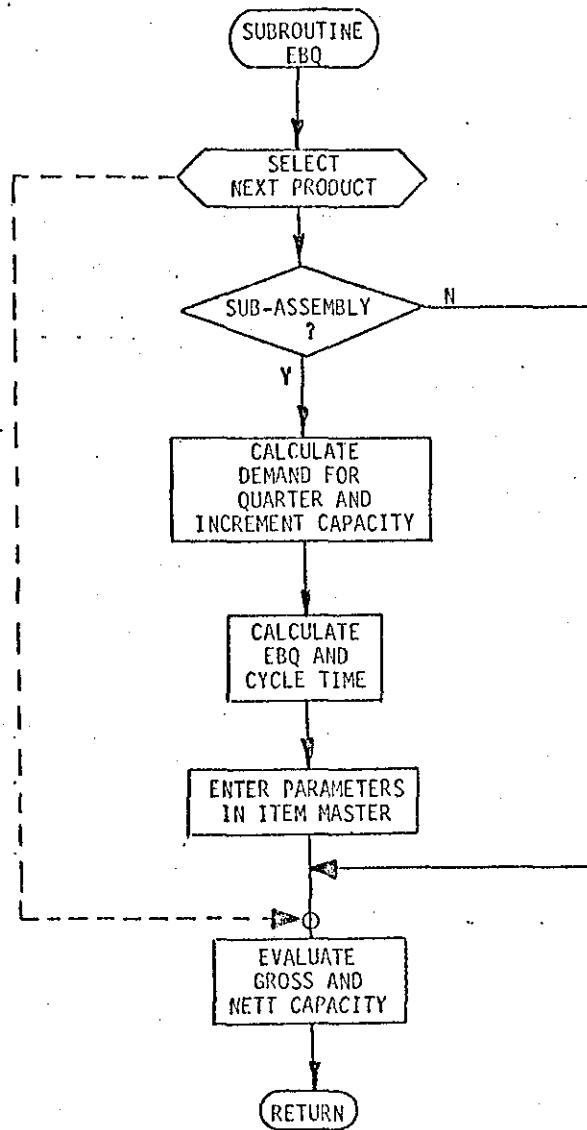 SUBROUTINE
EBQ
SELECT
NEXT PRODUCT
SUB-ASSEMBLY
?
N
Y
CALCULATE
DEMAND FOR
QUARTER AND
INCREMENT CAPACITY
CALCULATE
EBQ AND
CYCLE TIME
ENTER PARAMETERS
IN ITEM MASTER
EVALUATE
GROSS AND
NETT CAPACITY
RETURN